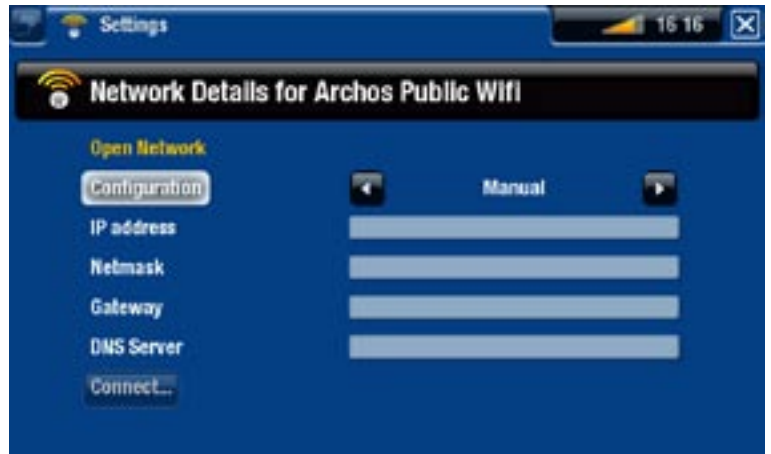 Settings 16 16
Network Details for Archos Public Wifi
Open Network
Configuration Manual
IP address
Netmask
Gateway
DNS Server
Connect...